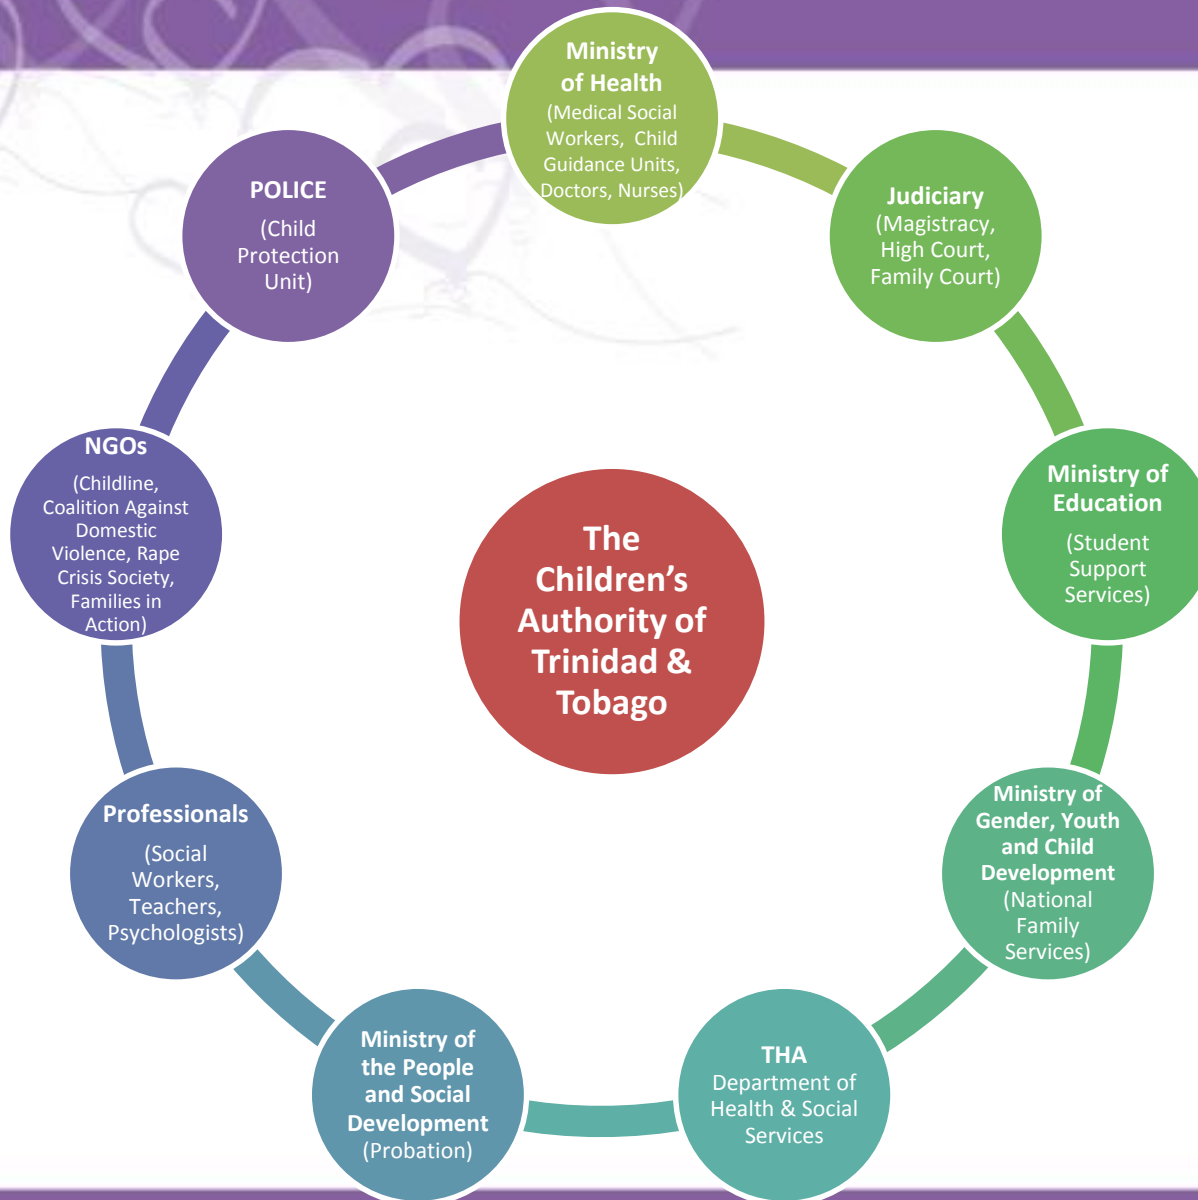 Ministry
of Health
(Medical Social
Workers, Child
Guidance Units,
Doctors, Nurses)
Judiciary
(Magistracy,
High Court,
Family Court)
Ministry of
Education
(Student
Support
Services)
Ministry of
Gender, Youth
and Child
Development
(National
Family
Services)
THA
Department of
Health & Social
Services
Ministry of
the People
and Social
Development
(Probation)
Professionals
(Social
Workers,
Teachers,
Psychologists)
NGOs
(Childline,
Coalition Against
Domestic
Violence, Rape
Crisis Society,
Families in
Action)
POLICE
(Child
Protection
Unit)
The
Children’s
Authority of
Trinidad &
Tobago